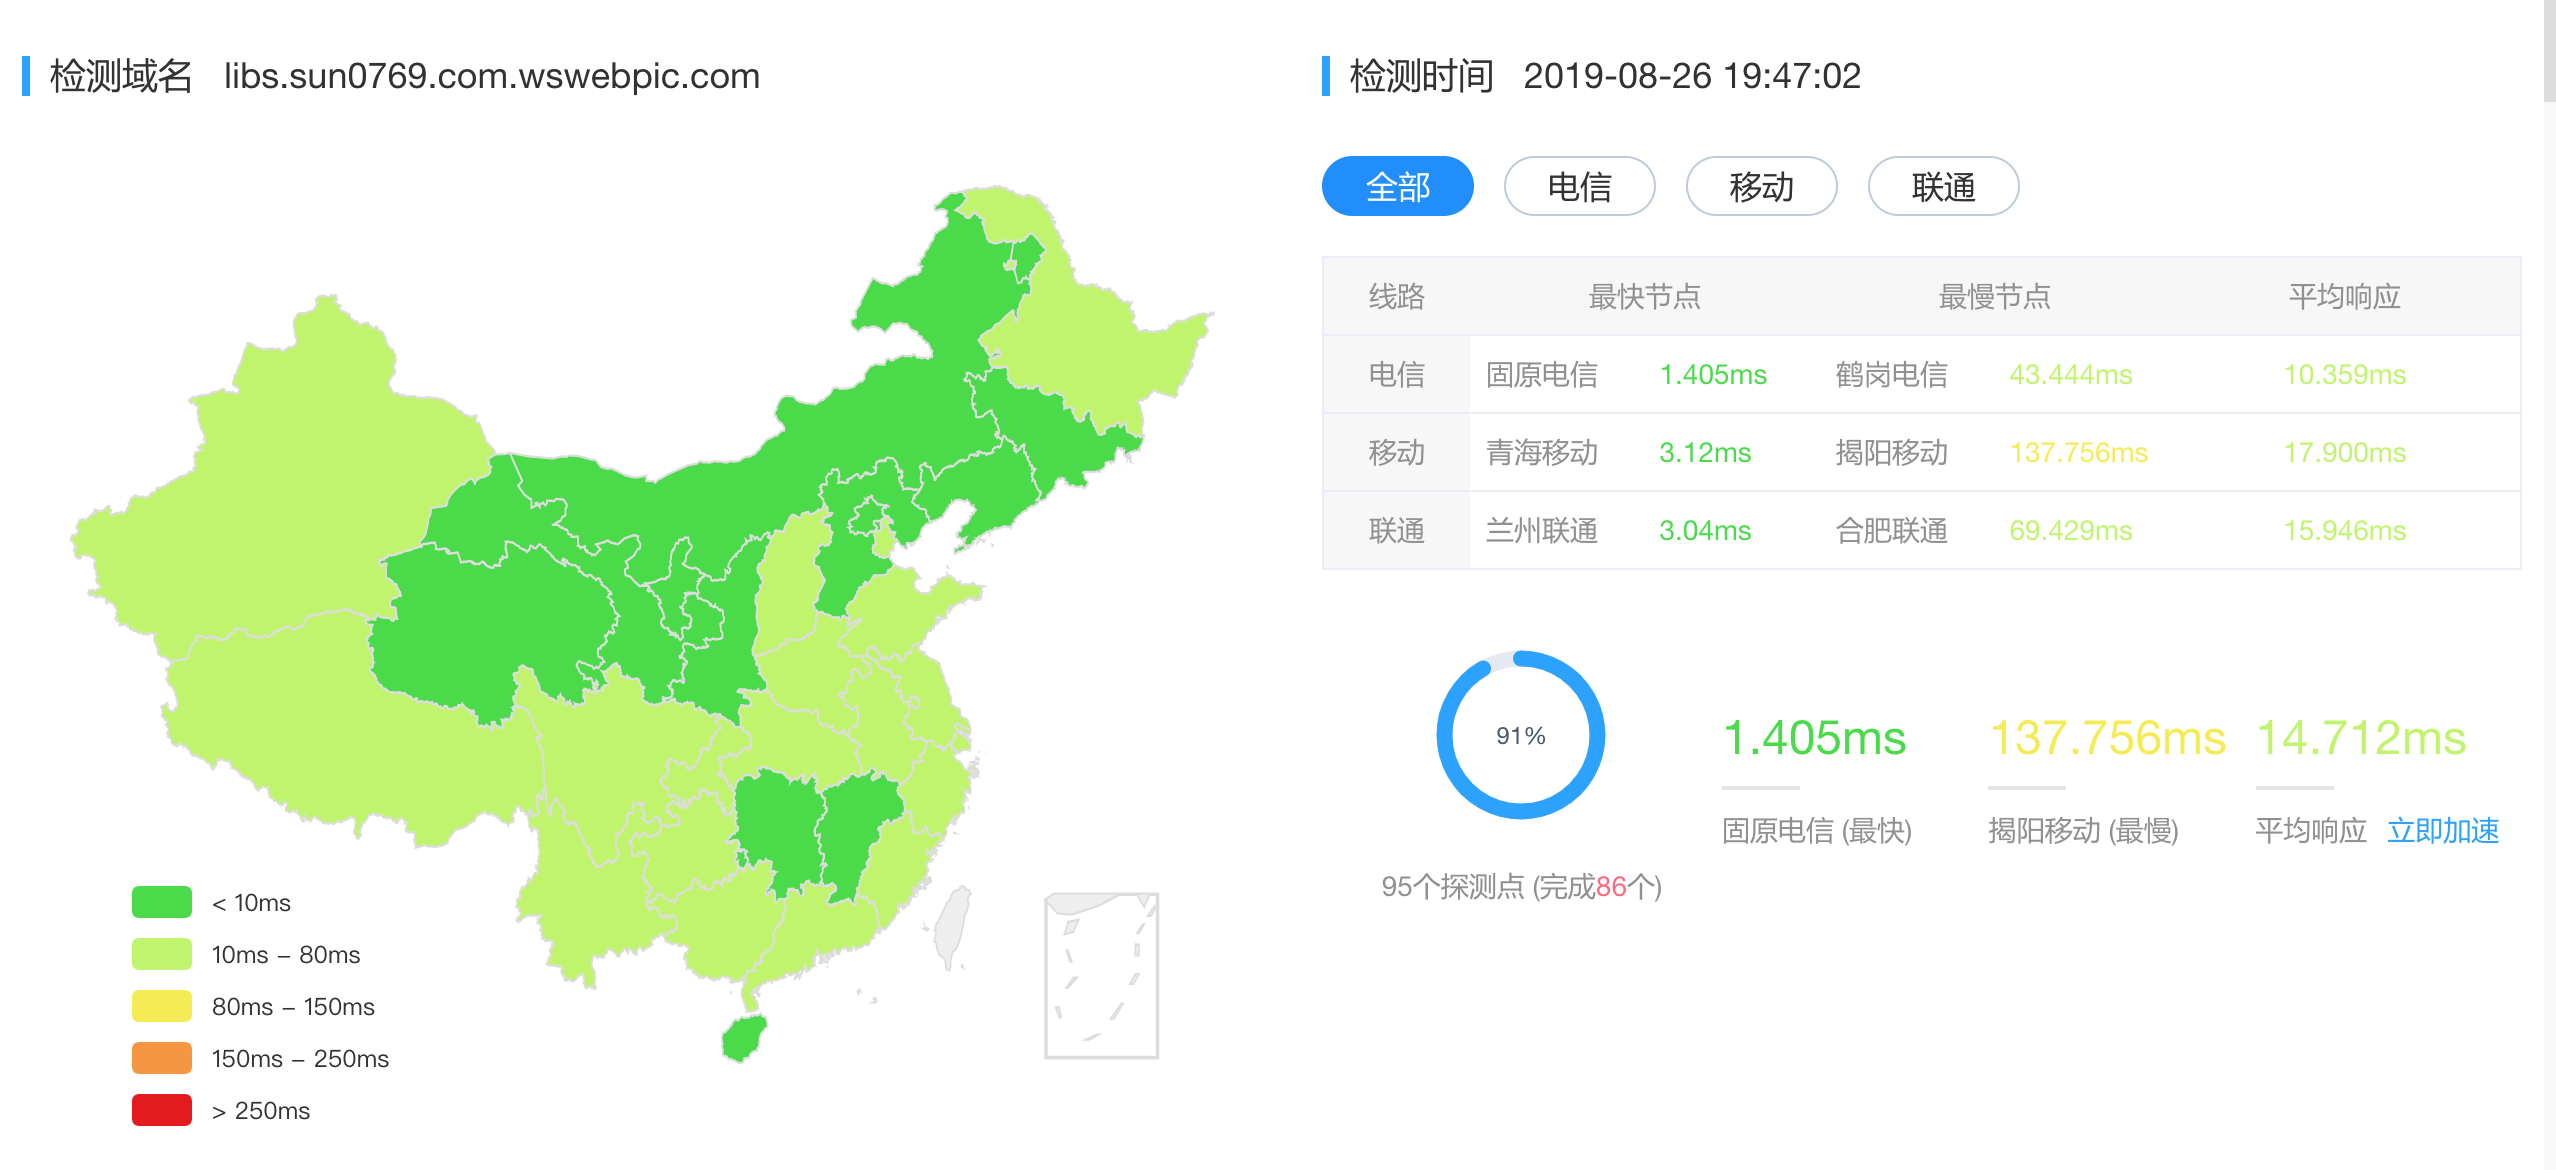 检测域名 libs.sun0769.com.wswebpic.com
检测时间 2019-08-26 19:47:02
全部 电信 移动 联通
线路 最快节点 最慢节点 平均响应
电信 固原电信 1.405ms 鹤岗电信 43.444ms 10.359ms
移动 青海移动 3.12ms 揭阳移动 137.756ms 17.900ms
联通 兰州联通 3.04ms 合肥联通 69.429ms 15.946ms
91%
95个探测点 (完成86个)
1.405ms 137.756ms 14.712ms
固原电信 (最快) 揭阳移动 (最慢) 平均响应 立即加速
< 10ms
10ms – 80ms
80ms – 150ms
150ms – 250ms
> 250ms